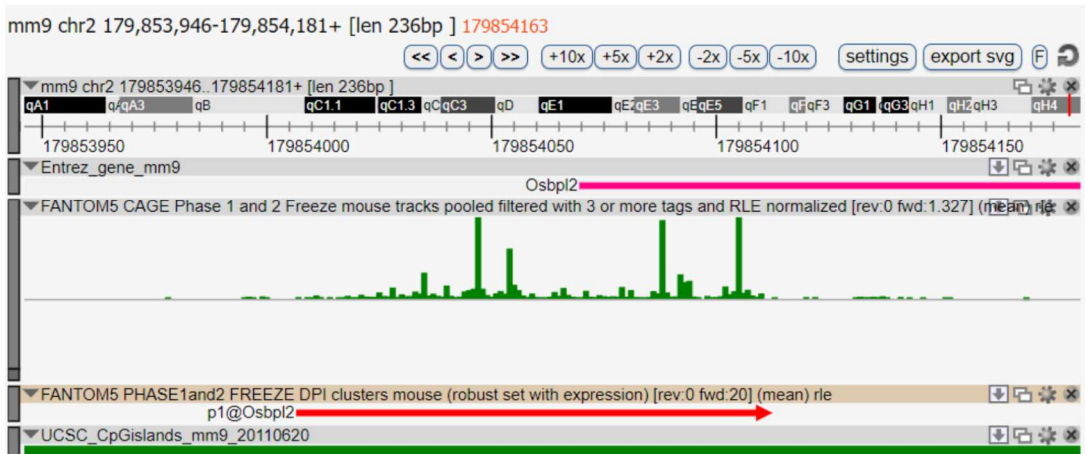 mm9 chr2 179,853,946-179,854,181+ [len 236bp ] 179854163
<< < > >> +10x +5x +2x -2x -5x -10x settings export svg F
mm9 chr2 179853946..179854181+ [len 236bp ]
qA1 qA3 qB qC1.1 qC1.3 qC3 qD qE1 qE3 qE5 qF1 qF3 qG1 qG3 qH1 qH2 qH3 qH4
179853950 179854000 179854050 179854100 179854150
Entrez_gene_mm9
Osbpl2
FANTOM5 CAGE Phase 1 and 2 Freeze mouse tracks pooled filtered with 3 or more tags and RLE normalized [rev:0 fwd:1.327] (mean) rle
FANTOM5 PHASE1and2 FREEZE DPI clusters mouse (robust set with expression) [rev:0 fwd:20] (mean) rle
p1@Osbpl2
UCSC_CpGislands_mm9_20110620